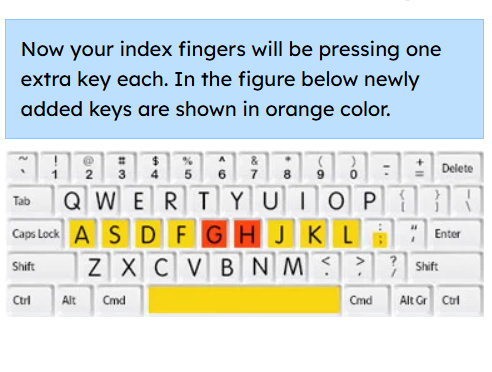 Now your index fingers will be pressing one
extra key each. In the figure below newly
added keys are shown in orange color.
~ ! @ # $ % ^ & * ( ) - + Delete
` 1 2 3 4 5 6 7 8 9 0 =
Tab Q W E R T Y U I O P { } |
[ ] \
Caps Lock A S D F G H J K L : " Enter
; ,
Shift Z X C V B N M < > ? Shift
. , /
Ctrl Alt Cmd Cmd Alt Gr Ctrl